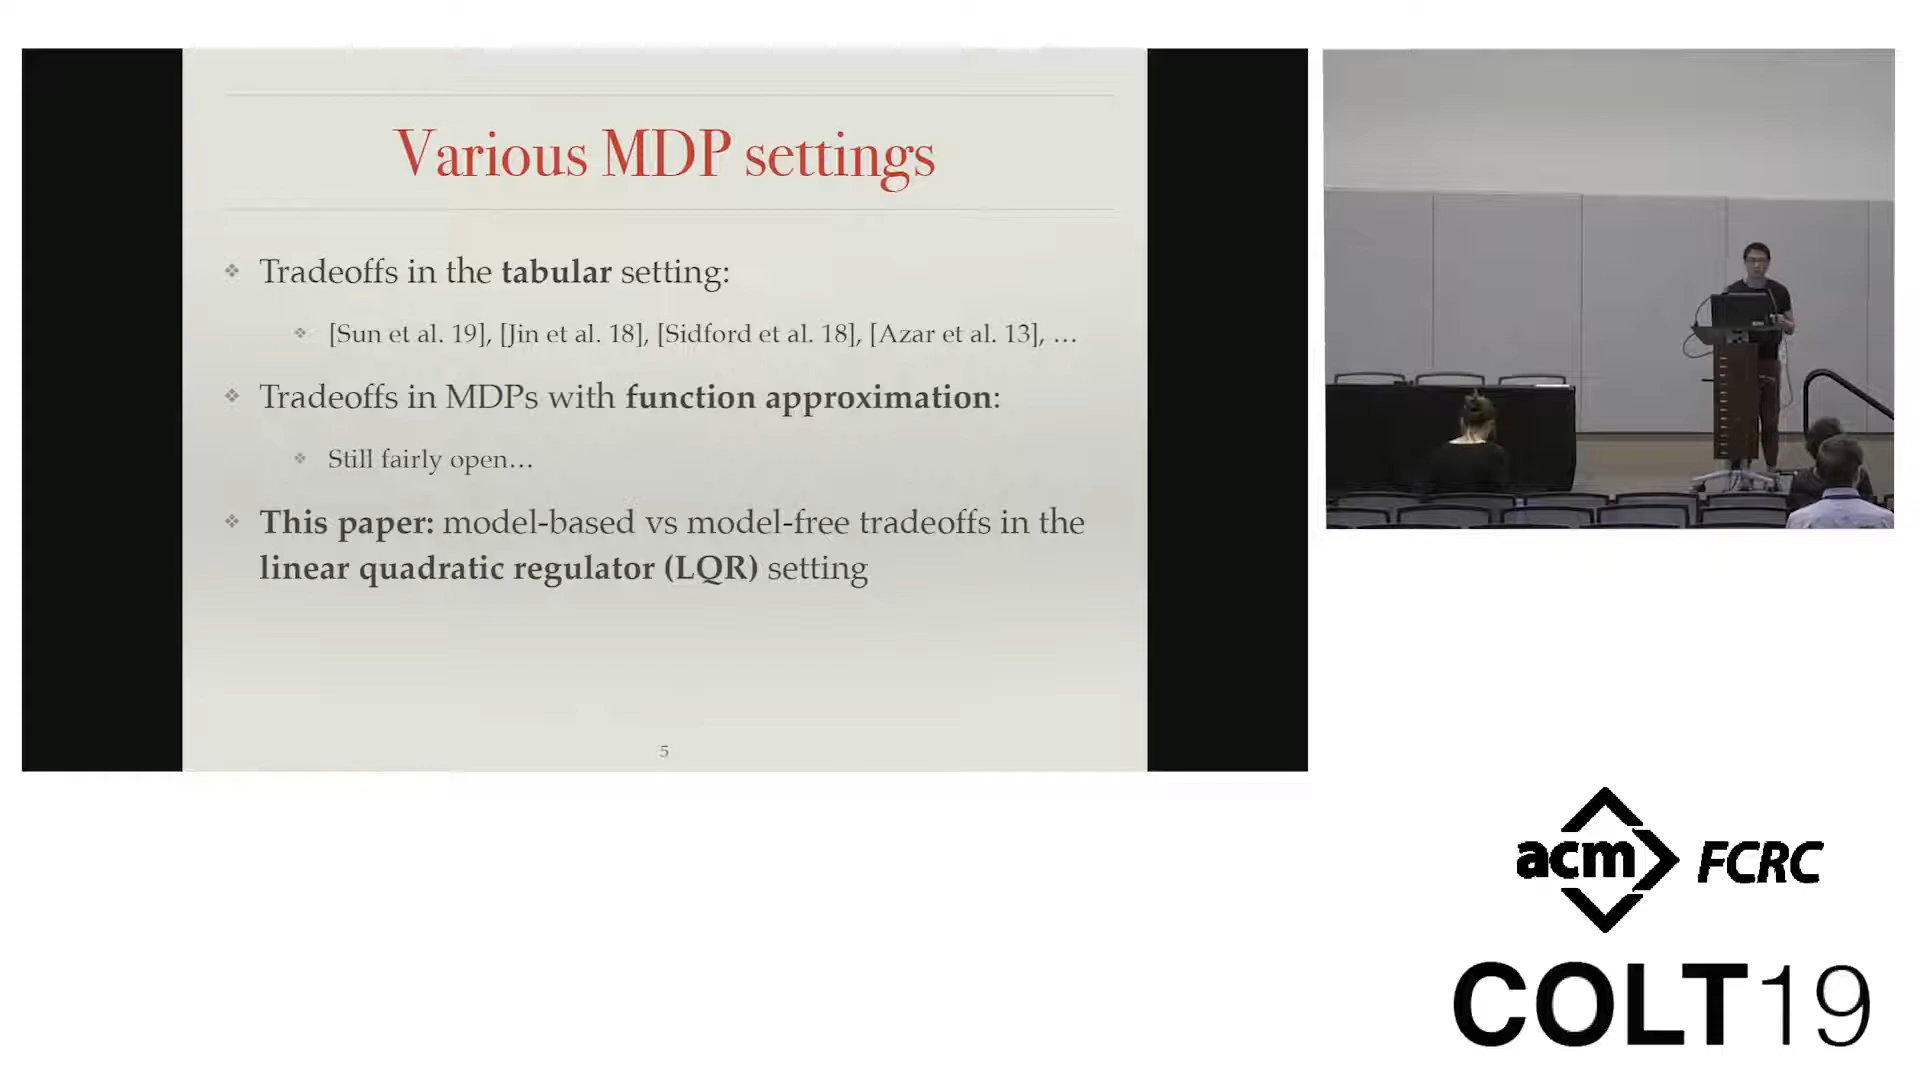 Various MDP settings
Tradeoffs in the tabular setting:
[Sun et al. 19], [Jin et al. 18], [Sidford et al. 18], [Azar et al. 13], …
Tradeoffs in MDPs with function approximation:
Still fairly open…
This paper: model-based vs model-free tradeoffs in the
linear quadratic regulator (LQR) setting
5
acm FCRC
COLT19